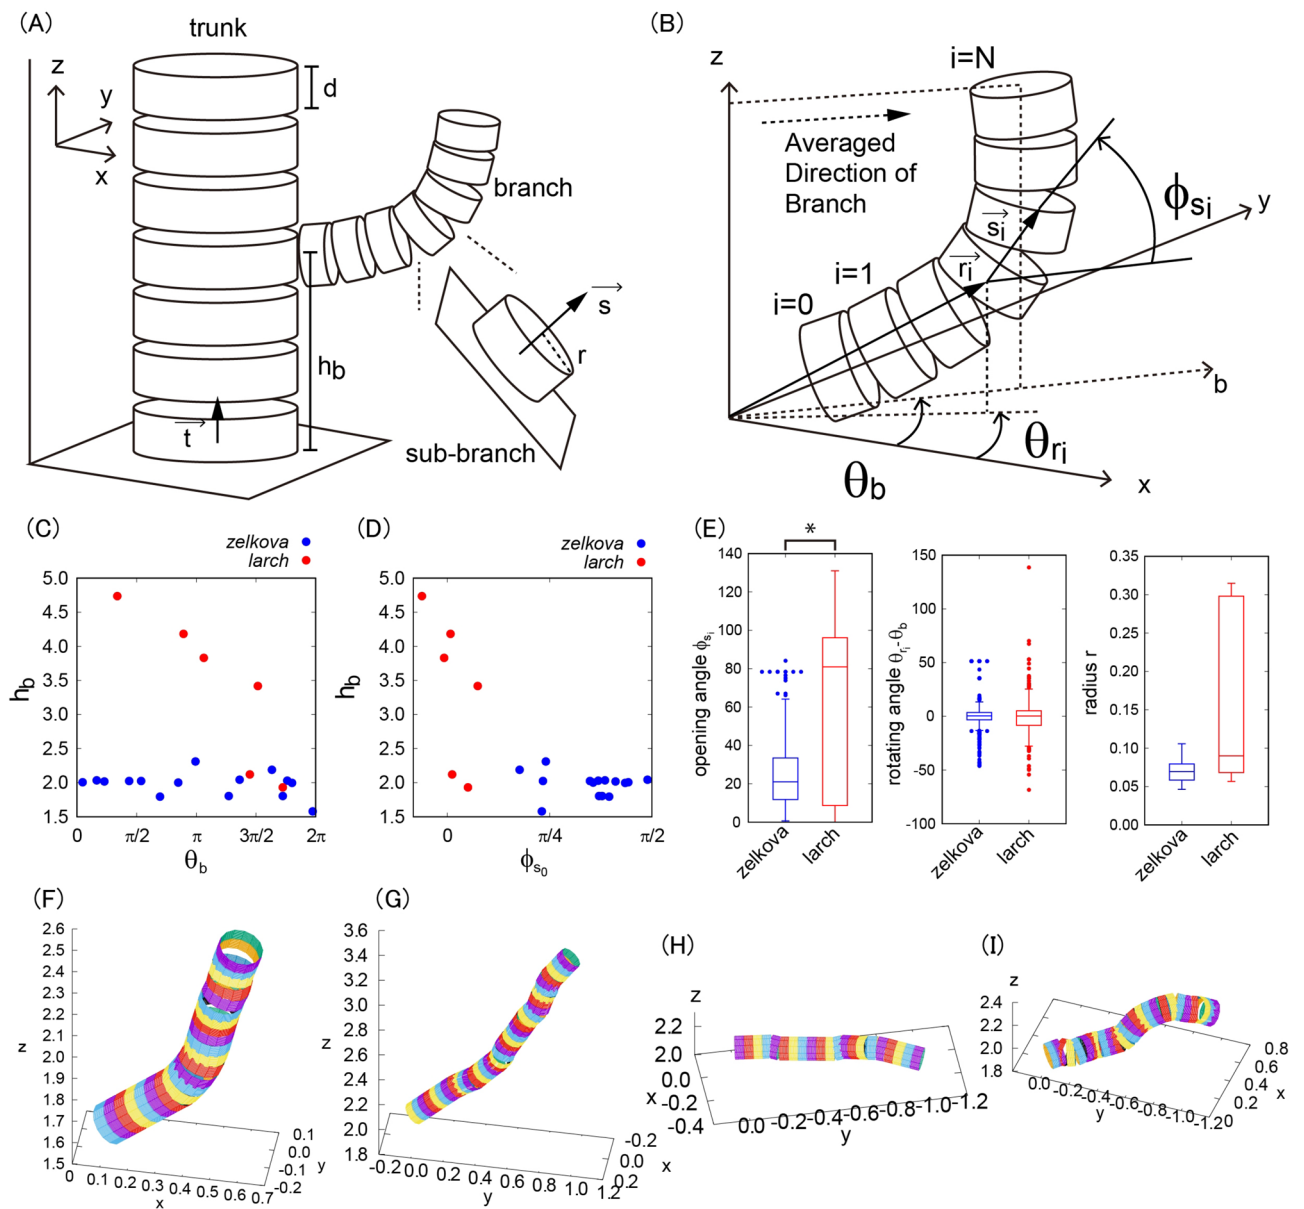 (A)
trunk
z
y
x
d
branch
h_b
t
s
r
sub-branch
(B)
z
i=N
Averaged
Direction of
Branch
i=1
i=0
r_i
s_i
ϕ_{s_i}
y
b
θ_{r_i}
θ_b
x
(C)
zelkova
larch
5.0
4.5
4.0
3.5
3.0
2.5
2.0
1.5
h_b
0 π/2 π 3π/2 2π
θ_b
(D)
zelkova
larch
5.0
4.5
4.0
3.5
3.0
2.5
2.0
1.5
h_b
0 π/4 π/2
ϕ_{s_0}
(E)
*
140
120
100
80
60
40
20
0
opening angle ϕ_{s_i}
zelkova
larch
150
100
50
0
-50
-100
rotating angle θ_{r_i}-θ_b
zelkova
larch
0.35
0.30
0.25
0.20
0.15
0.10
0.05
0.00
radius r
zelkova
larch
(F)
2.6
2.5
2.4
2.3
2.2
2.1
2.0
1.9
1.8
1.7
1.6
1.5
z
0 0.1 0.2 0.3 0.4 0.5 0.6 0.7
x
0.1
0.0
-0.1
-0.2
y
(G)
3.6
3.4
3.2
3.0
2.8
2.6
2.4
2.2
2.0
1.8
z
-0.2 0.0 0.2 0.4 0.6 0.8 1.0 1.2
y
-0.2
0.0
0.2
x
(H)
z
2.2
2.0
0.0
-0.2
-0.4
x
0.0 -0.2 -0.4 -0.6 -0.8 -1.0 -1.2
y
(I)
z
2.4
2.2
2.0
1.8
0.0 -0.2 -0.4 -0.6 -0.8 -1.0 -1.20
y
0.8
0.6
0.4
0.2
x